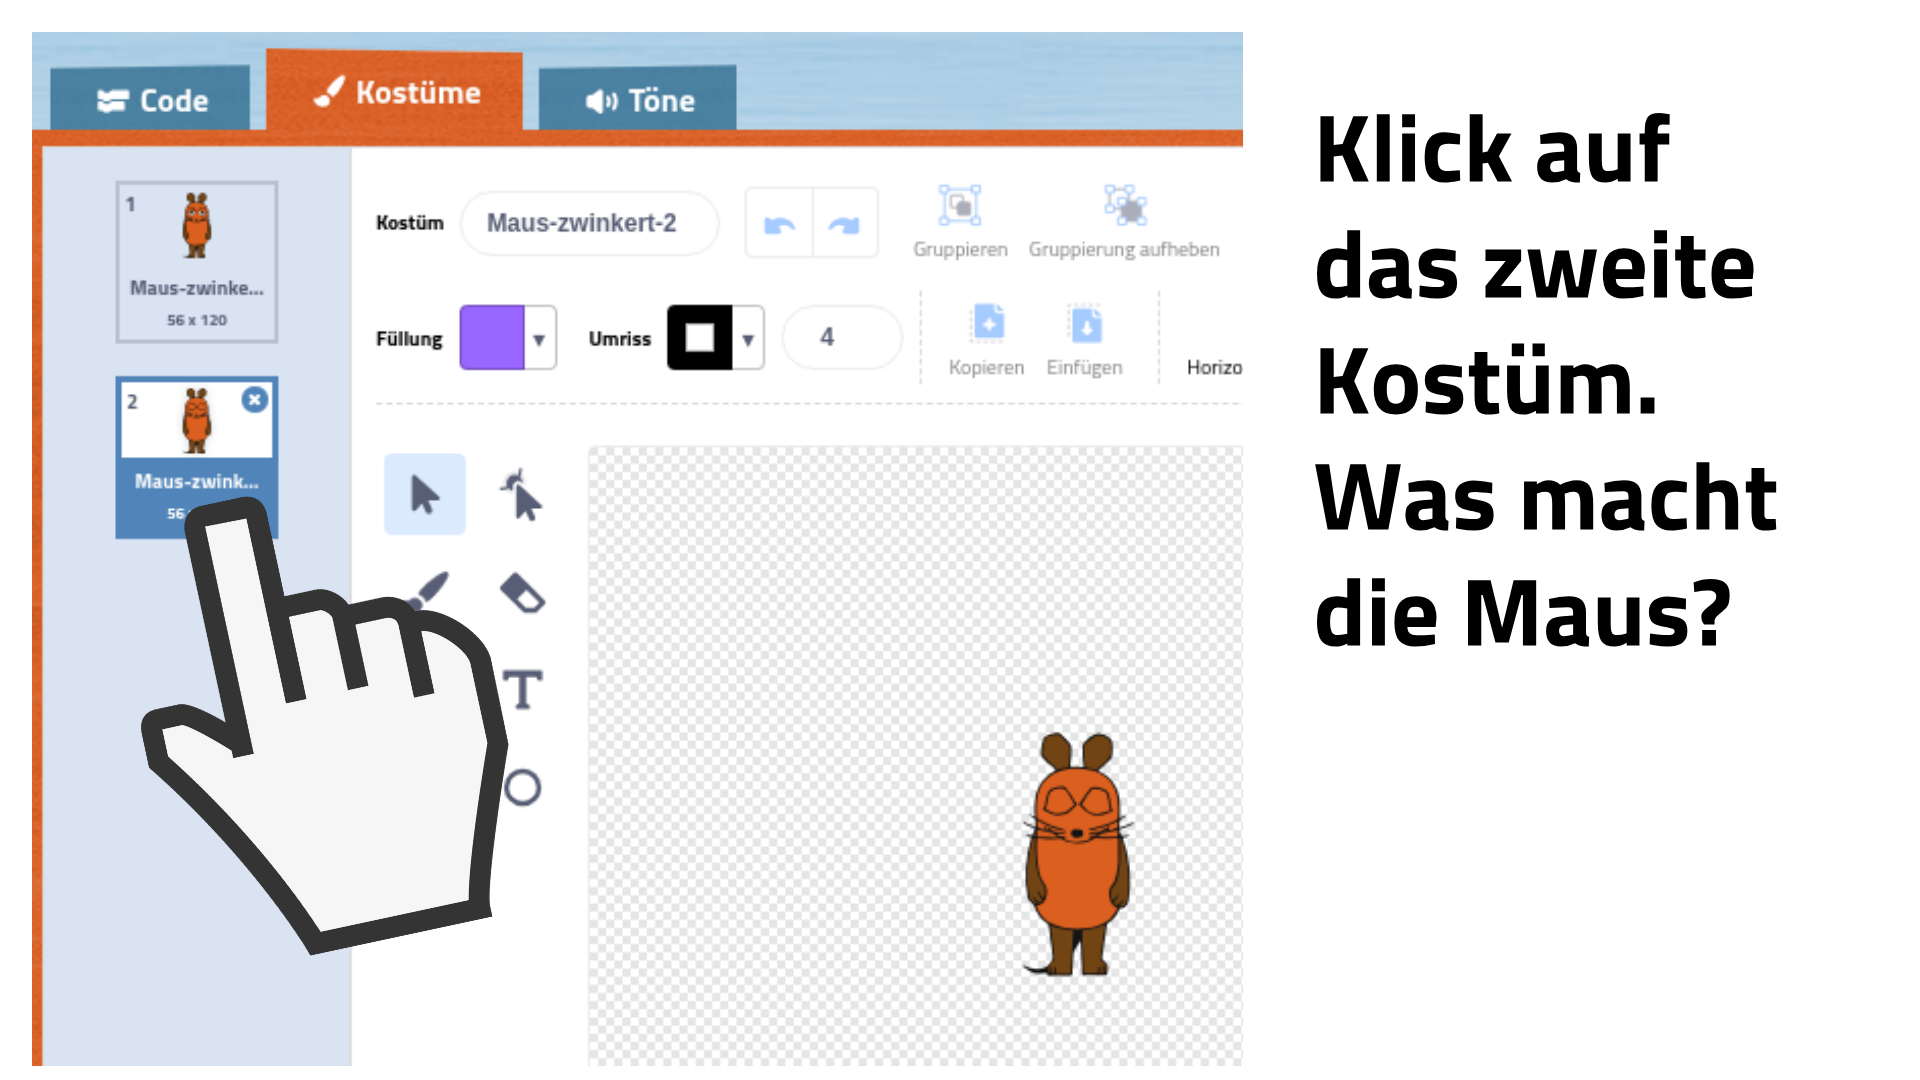 Code
Kostüme
Töne
1
Maus-zwinke...
56 x 120
2
Maus-zwink...
56
Kostüm
Maus-zwinkert-2
Gruppieren
Gruppierung aufheben
Füllung
Umriss
4
Kopieren
Einfügen
Horizo
T
Klick auf
das zweite
Kostüm.
Was macht
die Maus?